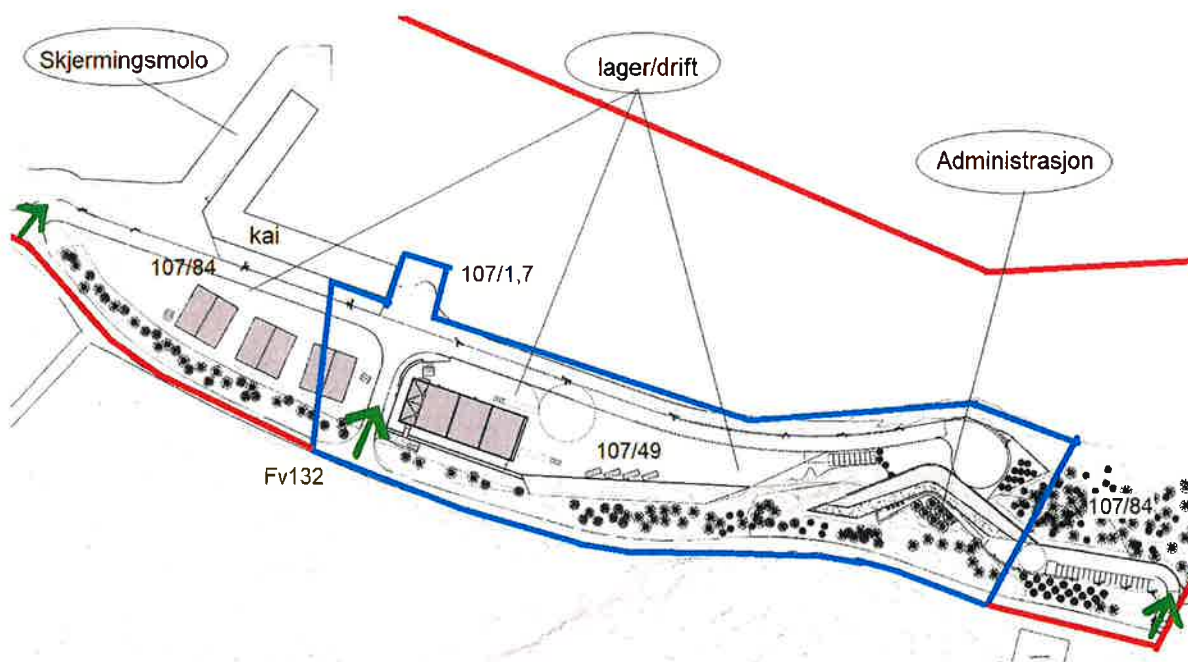 Skjermingsmolo
lager/drift
Administrasjon
kai
107/84
107/1,7
107/49
107/84
Fv132